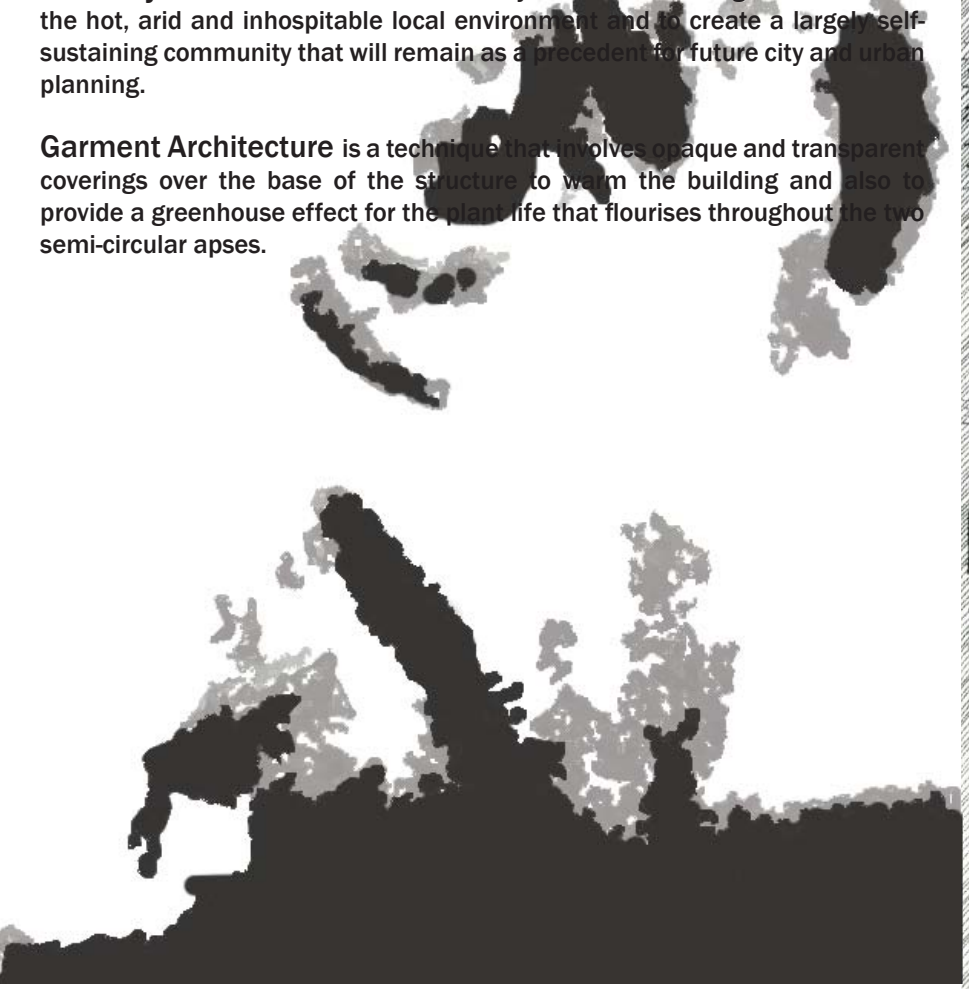 the hot, arid and inhospitable local environment and to create a largely self-
sustaining community that will remain as a precedent for future city and urban
planning.
Garment Architecture is a technique that involves opaque and transparent
coverings over the base of the structure to warm the building and also to
provide a greenhouse effect for the plant life that flourises throughout the two
semi-circular apses.